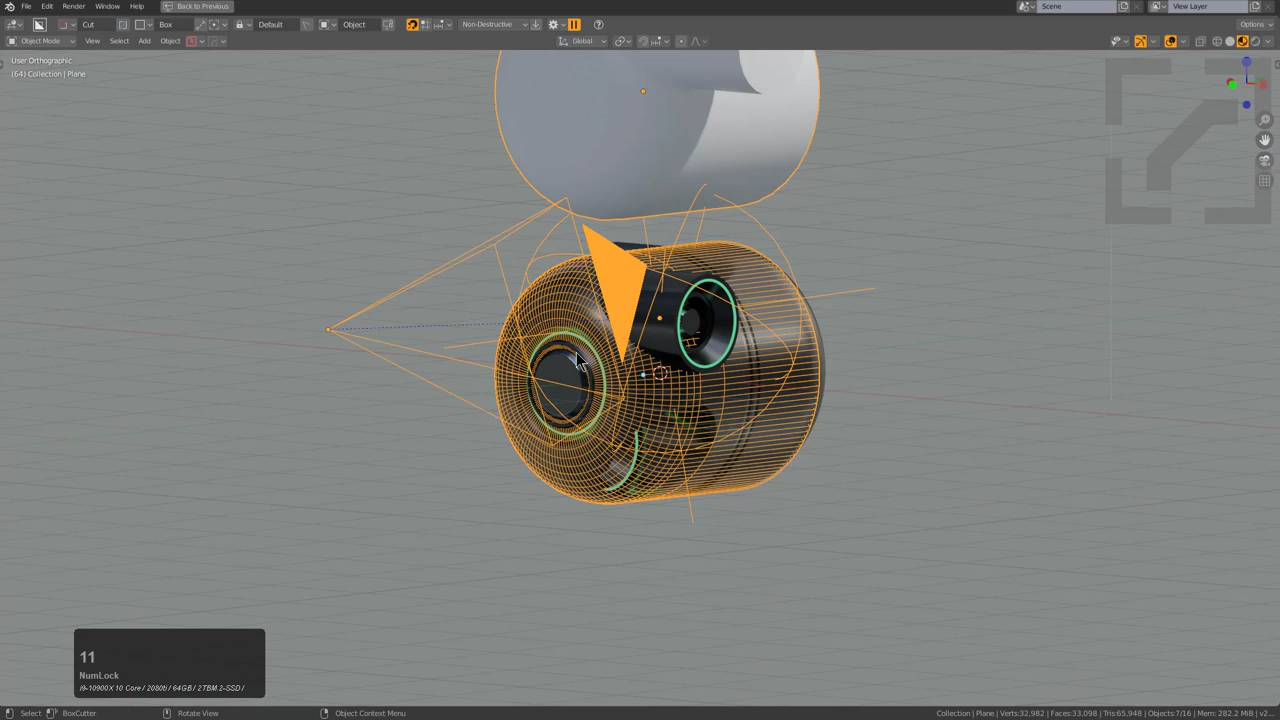 File Edit Render Window Help Back to Previous Scene View Layer
Cut Box Default Object Non-Destructive Options
Object Mode View Select Add Object Global
User Orthographic
(64) Collection | Plane
11
NumLock
i9-10900X 10 Core / 2080ti / 64GB / 2TBM.2-SSD /
Select BoxCutter Rotate View Object Context Menu Collection | Plane | Verts:32,982 | Faces:33,098 | Tris:65,948 | Objects:7/16 | Mem: 282.2 MiB | v2...